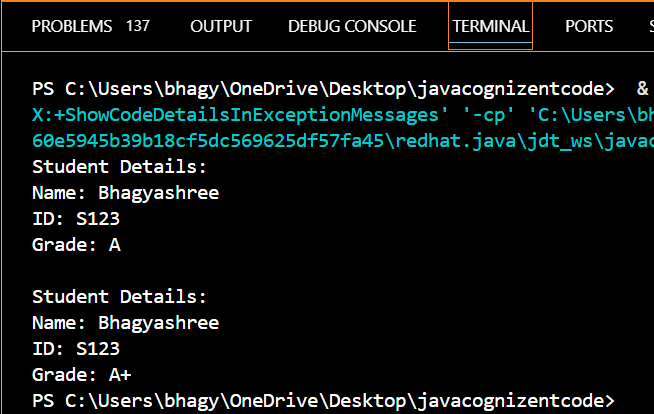 PROBLEMS 137 OUTPUT DEBUG CONSOLE TERMINAL PORTS
PS C:\Users\bhagy\OneDrive\Desktop\javacognizentcode> &
X:+ShowCodeDetailsInExceptionMessages' '-cp' 'C:\Users\bh
60e5945b39b18cf5dc569625df57fa45\redhat.java\jdt_ws\javac
Student Details:
Name: Bhagyashree
ID: S123
Grade: A
Student Details:
Name: Bhagyashree
ID: S123
Grade: A+
PS C:\Users\bhagy\OneDrive\Desktop\javacognizentcode>